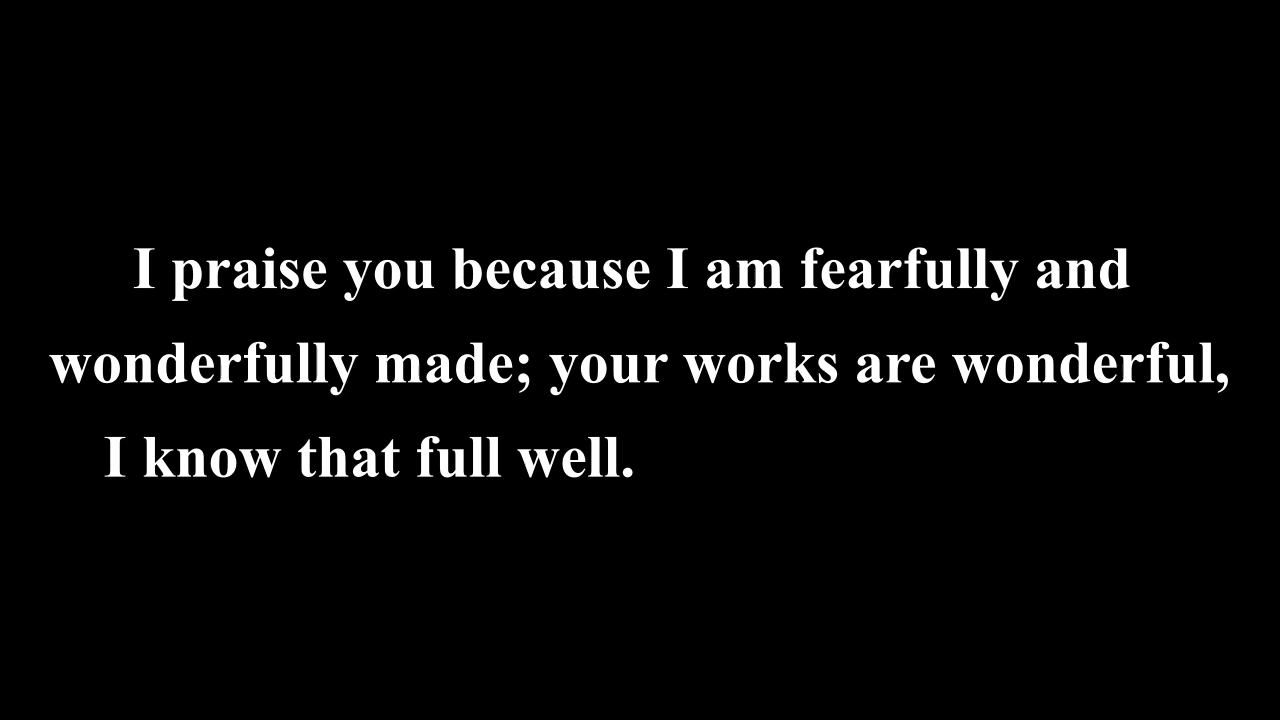 I praise you because I am fearfully and
wonderfully made; your works are wonderful,
I know that full well.